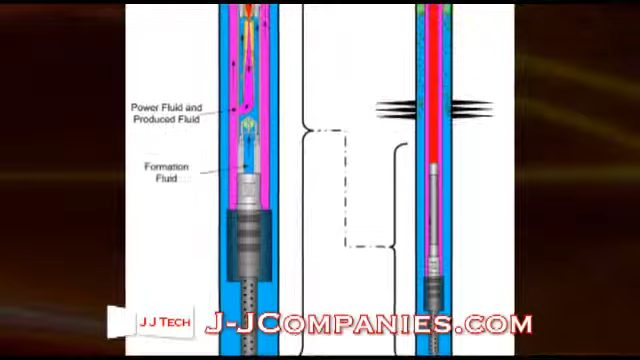 Power Fluid and
Produced Fluid
Formation
Fluid
J J Tech
J-JCompanies.com